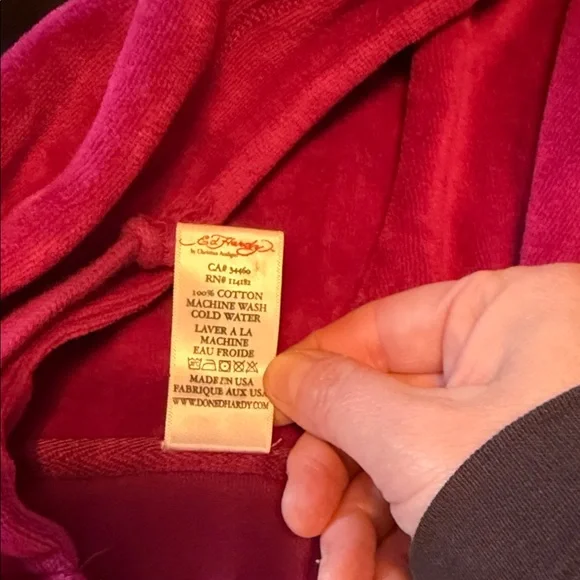 Ed Hardy
by Christian Audigier
CA# 34460
RN# 114182
100% COTTON
MACHINE WASH
COLD WATER
LAVER A LA
MACHINE
EAU FROIDE
MADE IN USA
FABRIQUE AUX USA
WWW.DONEDHARDY.COM